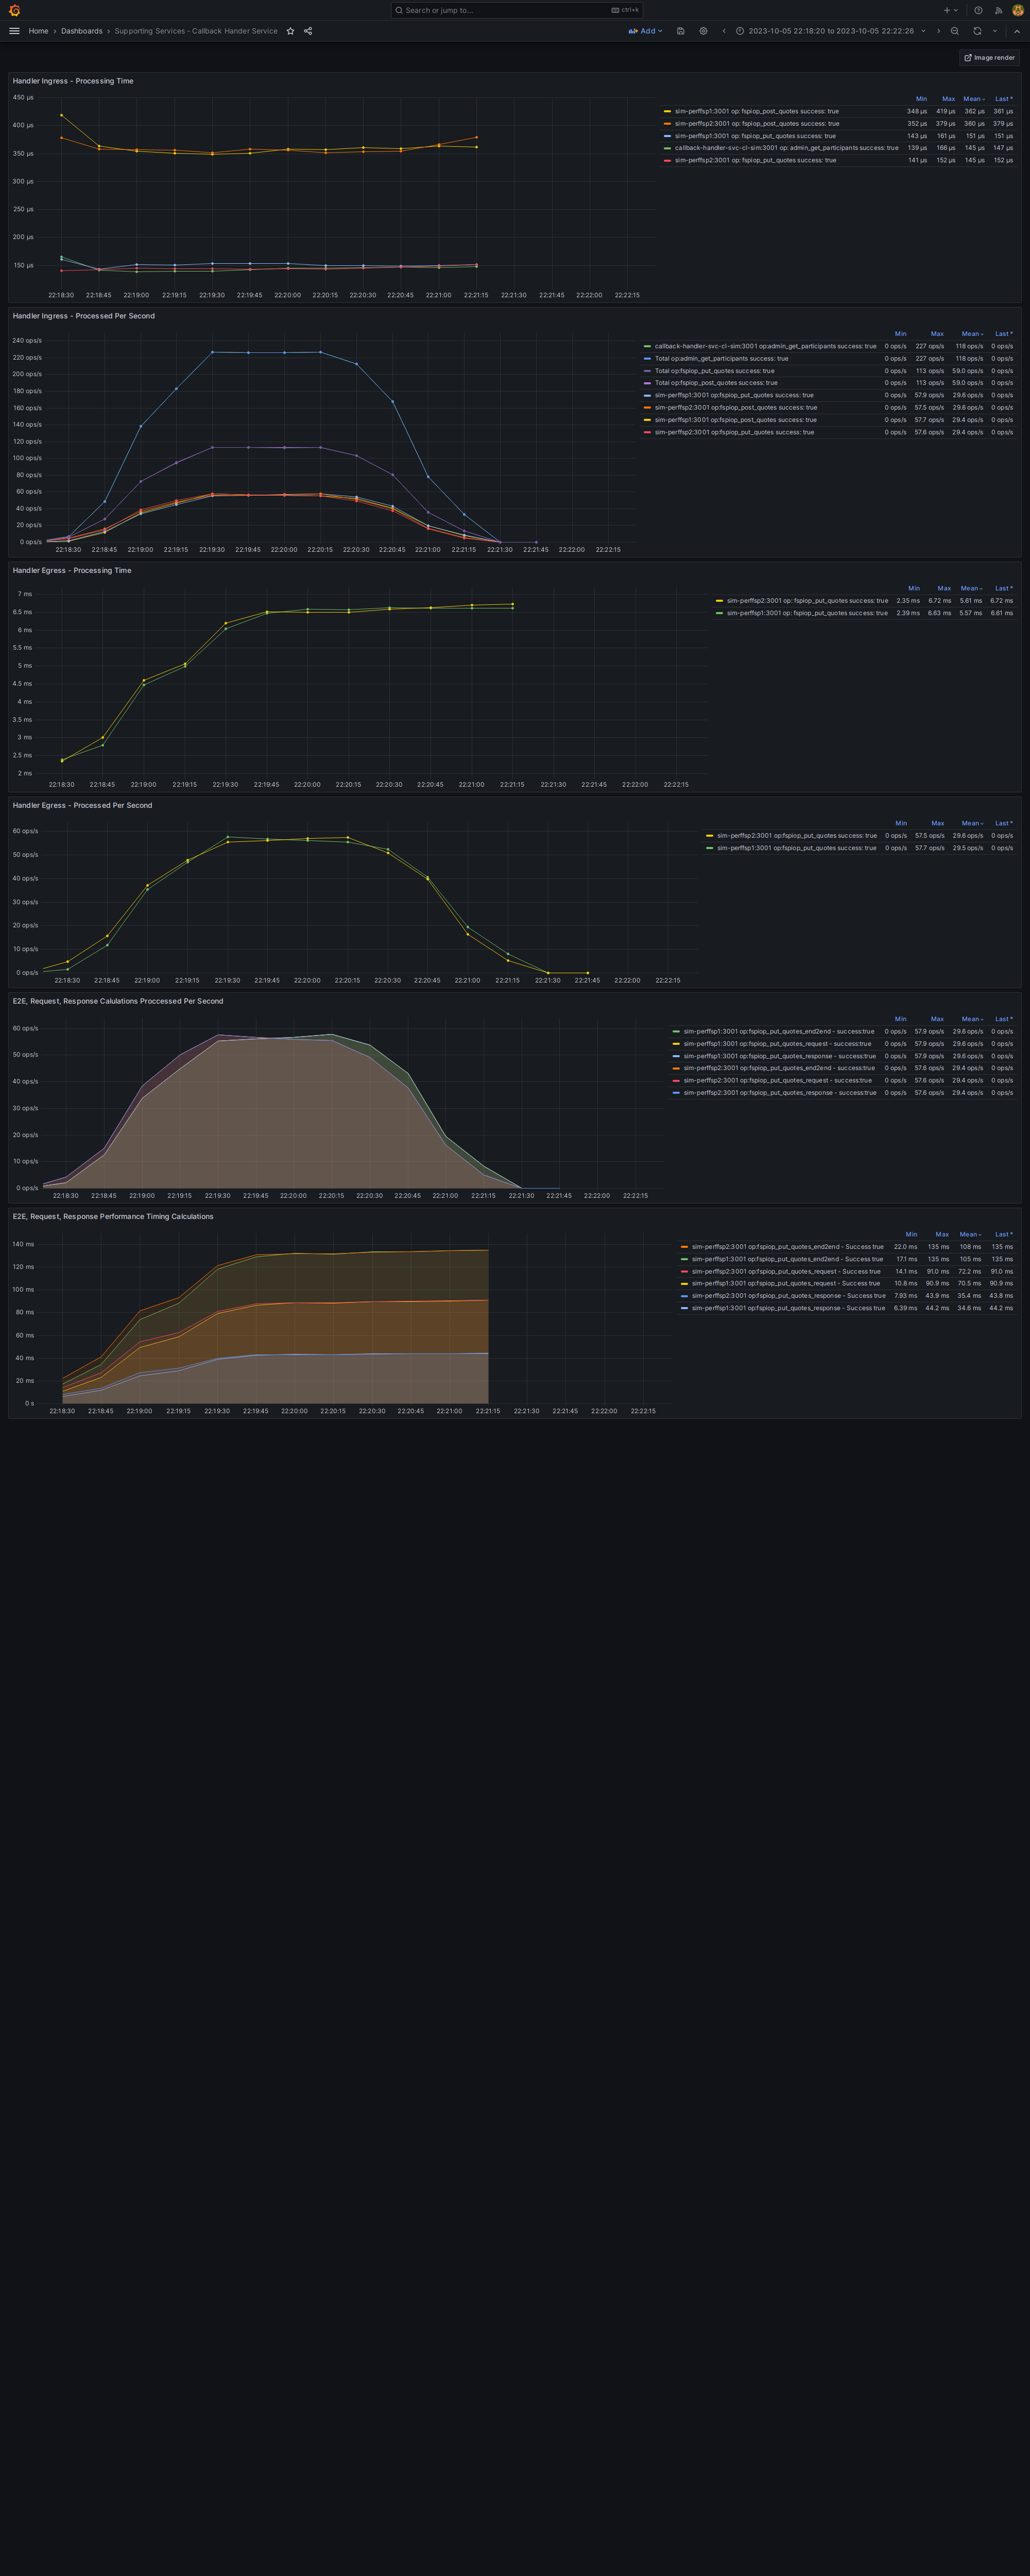 Search or jump to...
ctrl+k
Home › Dashboards › Supporting Services - Callback Hander Service
Add
2023-10-05 22:18:20 to 2023-10-05 22:22:26
Image render
Handler Ingress - Processing Time
450 µs
400 µs
350 µs
300 µs
250 µs
200 µs
150 µs
22:18:30 22:18:45 22:19:00 22:19:15 22:19:30 22:19:45 22:20:00 22:20:15 22:20:30 22:20:45 22:21:00 22:21:15 22:21:30 22:21:45 22:22:00 22:22:15
Min Max Mean Last *
sim-perffsp1:3001 op: fspiop_post_quotes success: true 348 µs 419 µs 362 µs 361 µs
sim-perffsp2:3001 op: fspiop_post_quotes success: true 352 µs 379 µs 360 µs 379 µs
sim-perffsp1:3001 op: fspiop_put_quotes success: true 143 µs 161 µs 151 µs 151 µs
callback-handler-svc-cl-sim:3001 op: admin_get_participants success: true 139 µs 166 µs 145 µs 147 µs
sim-perffsp2:3001 op: fspiop_put_quotes success: true 141 µs 152 µs 145 µs 152 µs
Handler Ingress - Processed Per Second
240 ops/s
220 ops/s
200 ops/s
180 ops/s
160 ops/s
140 ops/s
120 ops/s
100 ops/s
80 ops/s
60 ops/s
40 ops/s
20 ops/s
0 ops/s
22:18:30 22:18:45 22:19:00 22:19:15 22:19:30 22:19:45 22:20:00 22:20:15 22:20:30 22:20:45 22:21:00 22:21:15 22:21:30 22:21:45 22:22:00 22:22:15
Min Max Mean Last *
callback-handler-svc-cl-sim:3001 op:admin_get_participants success: true 0 ops/s 227 ops/s 118 ops/s 0 ops/s
Total op:admin_get_participants success: true 0 ops/s 227 ops/s 118 ops/s 0 ops/s
Total op:fspiop_put_quotes success: true 0 ops/s 113 ops/s 59.0 ops/s 0 ops/s
Total op:fspiop_post_quotes success: true 0 ops/s 113 ops/s 59.0 ops/s 0 ops/s
sim-perffsp1:3001 op:fspiop_put_quotes success: true 0 ops/s 57.9 ops/s 29.6 ops/s 0 ops/s
sim-perffsp2:3001 op:fspiop_post_quotes success: true 0 ops/s 57.5 ops/s 29.6 ops/s 0 ops/s
sim-perffsp1:3001 op:fspiop_post_quotes success: true 0 ops/s 57.7 ops/s 29.4 ops/s 0 ops/s
sim-perffsp2:3001 op:fspiop_put_quotes success: true 0 ops/s 57.6 ops/s 29.4 ops/s 0 ops/s
Handler Egress - Processing Time
7 ms
6.5 ms
6 ms
5.5 ms
5 ms
4.5 ms
4 ms
3.5 ms
3 ms
2.5 ms
2 ms
22:18:30 22:18:45 22:19:00 22:19:15 22:19:30 22:19:45 22:20:00 22:20:15 22:20:30 22:20:45 22:21:00 22:21:15 22:21:30 22:21:45 22:22:00 22:22:15
Min Max Mean Last *
sim-perffsp2:3001 op: fspiop_put_quotes success: true 2.35 ms 6.72 ms 5.61 ms 6.72 ms
sim-perffsp1:3001 op: fspiop_put_quotes success: true 2.39 ms 6.63 ms 5.57 ms 6.61 ms
Handler Egress - Processed Per Second
60 ops/s
50 ops/s
40 ops/s
30 ops/s
20 ops/s
10 ops/s
0 ops/s
22:18:30 22:18:45 22:19:00 22:19:15 22:19:30 22:19:45 22:20:00 22:20:15 22:20:30 22:20:45 22:21:00 22:21:15 22:21:30 22:21:45 22:22:00 22:22:15
Min Max Mean Last *
sim-perffsp2:3001 op:fspiop_put_quotes success: true 0 ops/s 57.5 ops/s 29.6 ops/s 0 ops/s
sim-perffsp1:3001 op:fspiop_put_quotes success: true 0 ops/s 57.7 ops/s 29.5 ops/s 0 ops/s
E2E, Request, Response Calulations Proccessed Per Second
60 ops/s
50 ops/s
40 ops/s
30 ops/s
20 ops/s
10 ops/s
0 ops/s
22:18:30 22:18:45 22:19:00 22:19:15 22:19:30 22:19:45 22:20:00 22:20:15 22:20:30 22:20:45 22:21:00 22:21:15 22:21:30 22:21:45 22:22:00 22:22:15
Min Max Mean Last *
sim-perffsp1:3001 op:fspiop_put_quotes_end2end - success:true 0 ops/s 57.9 ops/s 29.6 ops/s 0 ops/s
sim-perffsp1:3001 op:fspiop_put_quotes_request - success:true 0 ops/s 57.9 ops/s 29.6 ops/s 0 ops/s
sim-perffsp1:3001 op:fspiop_put_quotes_response - success:true 0 ops/s 57.9 ops/s 29.6 ops/s 0 ops/s
sim-perffsp2:3001 op:fspiop_put_quotes_end2end - success:true 0 ops/s 57.6 ops/s 29.4 ops/s 0 ops/s
sim-perffsp2:3001 op:fspiop_put_quotes_request - success:true 0 ops/s 57.6 ops/s 29.4 ops/s 0 ops/s
sim-perffsp2:3001 op:fspiop_put_quotes_response - success:true 0 ops/s 57.6 ops/s 29.4 ops/s 0 ops/s
E2E, Request, Response Performance Timing Calculations
140 ms
120 ms
100 ms
80 ms
60 ms
40 ms
20 ms
0 s
22:18:30 22:18:45 22:19:00 22:19:15 22:19:30 22:19:45 22:20:00 22:20:15 22:20:30 22:20:45 22:21:00 22:21:15 22:21:30 22:21:45 22:22:00 22:22:15
Min Max Mean Last *
sim-perffsp2:3001 op:fspiop_put_quotes_end2end - Success true 22.0 ms 135 ms 108 ms 135 ms
sim-perffsp1:3001 op:fspiop_put_quotes_end2end - Success true 17.1 ms 135 ms 105 ms 135 ms
sim-perffsp2:3001 op:fspiop_put_quotes_request - Success true 14.1 ms 91.0 ms 72.2 ms 91.0 ms
sim-perffsp1:3001 op:fspiop_put_quotes_request - Success true 10.8 ms 90.9 ms 70.5 ms 90.9 ms
sim-perffsp2:3001 op:fspiop_put_quotes_response - Success true 7.93 ms 43.9 ms 35.4 ms 43.8 ms
sim-perffsp1:3001 op:fspiop_put_quotes_response - Success true 6.39 ms 44.2 ms 34.6 ms 44.2 ms